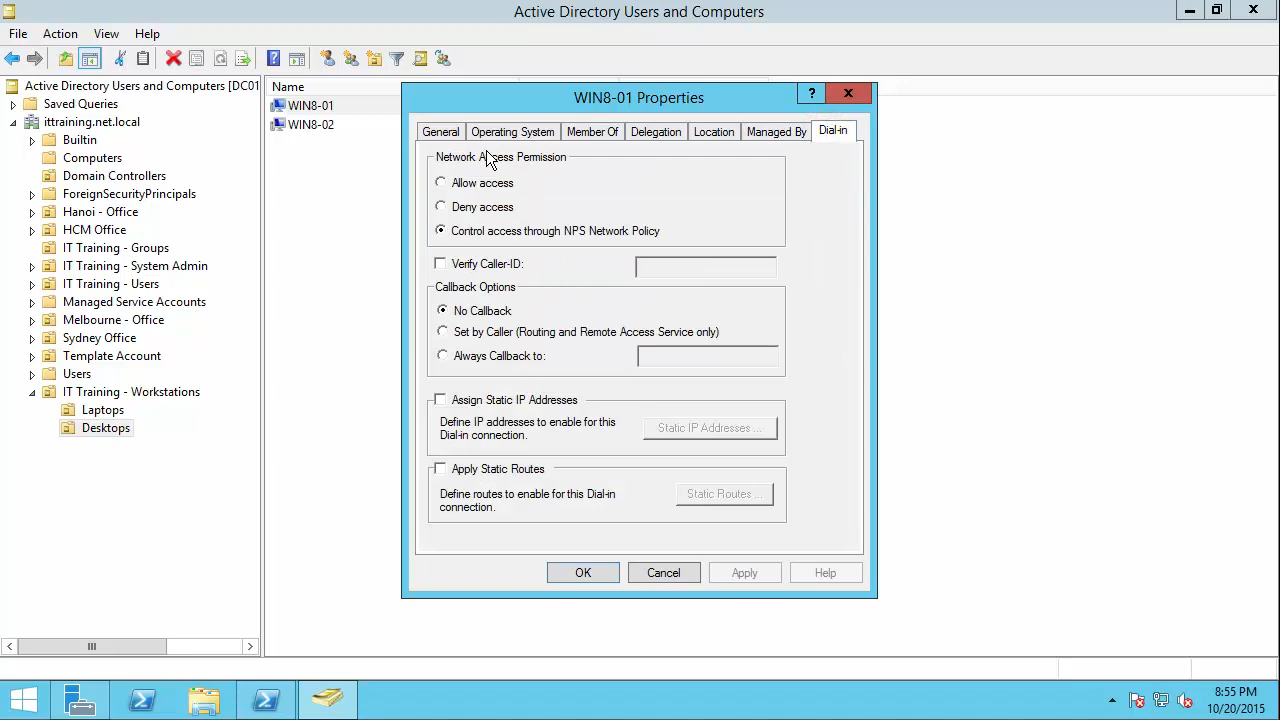 Active Directory Users and Computers
File Action View Help
Active Directory Users and Computers [DC01
Saved Queries
ittraining.net.local
Builtin
Computers
Domain Controllers
ForeignSecurityPrincipals
Hanoi - Office
HCM Office
IT Training - Groups
IT Training - System Admin
IT Training - Users
Managed Service Accounts
Melbourne - Office
Sydney Office
Template Account
Users
IT Training - Workstations
Laptops
Desktops
Name
WIN8-01
WIN8-02
WIN8-01 Properties
General Operating System Member Of Delegation Location Managed By Dial-in
Network Access Permission
Allow access
Deny access
Control access through NPS Network Policy
Verify Caller-ID:
Callback Options
No Callback
Set by Caller (Routing and Remote Access Service only)
Always Callback to:
Assign Static IP Addresses
Define IP addresses to enable for this
Dial-in connection.
Static IP Addresses ...
Apply Static Routes
Define routes to enable for this Dial-in
connection.
Static Routes ...
OK Cancel Apply Help
8:55 PM
10/20/2015